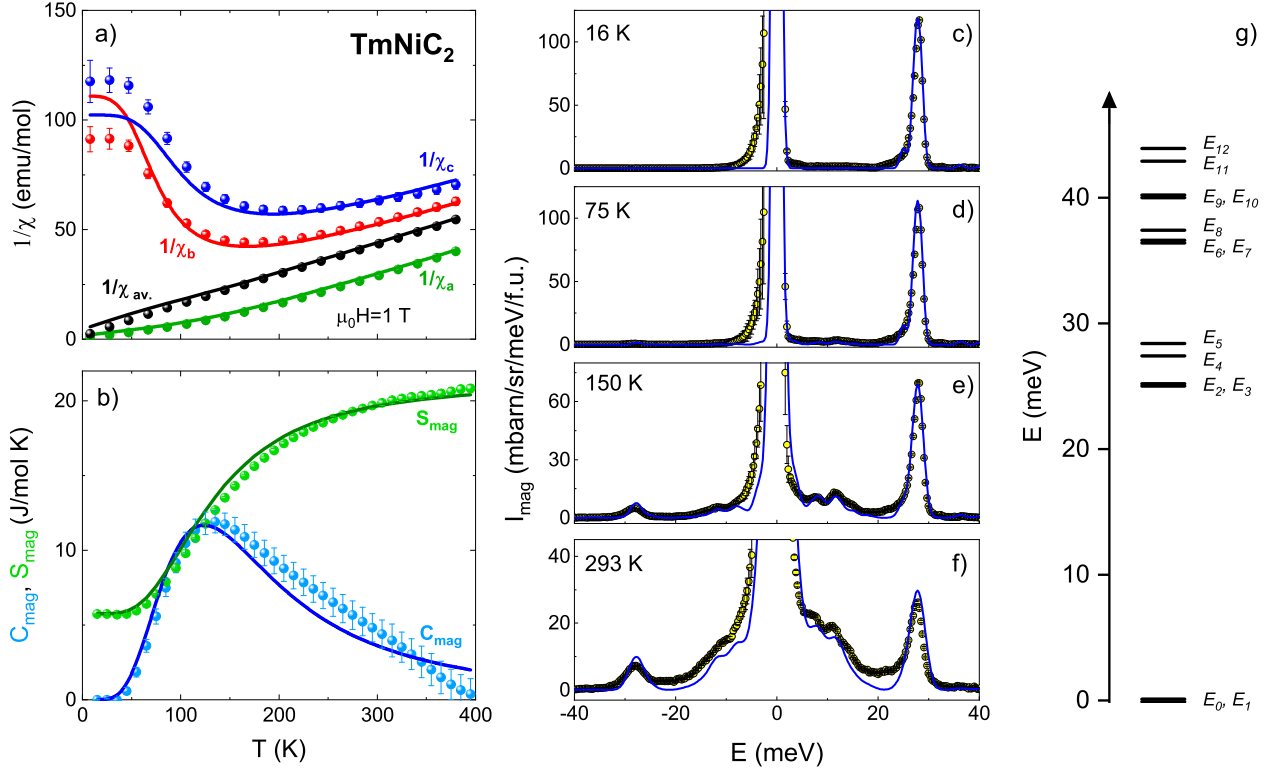 a)
TmNiC2
150
100
50
0
1/χ (emu/mol)
1/χc
1/χb
1/χ av.
1/χa
μ0H=1 T
b)
20
10
0
Cmag, Smag (J/mol K)
Smag
Cmag
0
100
200
300
400
T (K)
16 K
c)
100
50
0
75 K
d)
100
50
0
150 K
e)
60
30
0
293 K
f)
40
20
0
Imag (mbarn/sr/meV/f.u.)
-40
-20
0
20
40
E (meV)
g)
E (meV)
40
30
20
10
0
E12
E11
E9, E10
E8
E6, E7
E5
E4
E2, E3
E0, E1